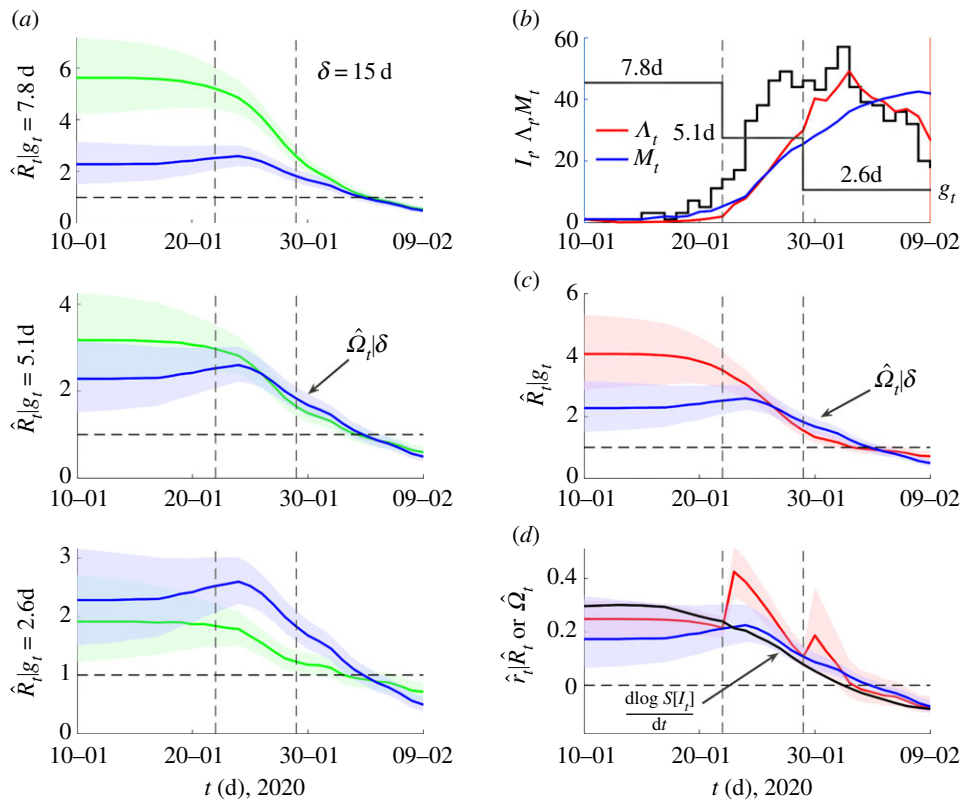 (a)
R̂ₜ|gₜ = 7.8 d
δ = 15 d
6
4
2
0
10–01 20–01 30–01 09–02
R̂ₜ|gₜ = 5.1d
Ω̂ₜ|δ
4
2
0
10–01 20–01 30–01 09–02
R̂ₜ|gₜ = 2.6d
3
2
1
0
10–01 20–01 30–01 09–02
t (d), 2020
(b)
Iₜ, Λₜ, Mₜ
60
40
20
0
7.8d
Λₜ 5.1d
Mₜ
2.6d
gₜ
10–01 20–01 30–01 09–02
(c)
R̂ₜ|gₜ
Ω̂ₜ|δ
6
4
2
0
10–01 20–01 30–01 09–02
(d)
r̂ₜ|R̂ₜ or Ω̂ₜ
0.4
0.2
0
dlog S[Iₜ]
dt
10–01 20–01 30–01 09–02
t (d), 2020